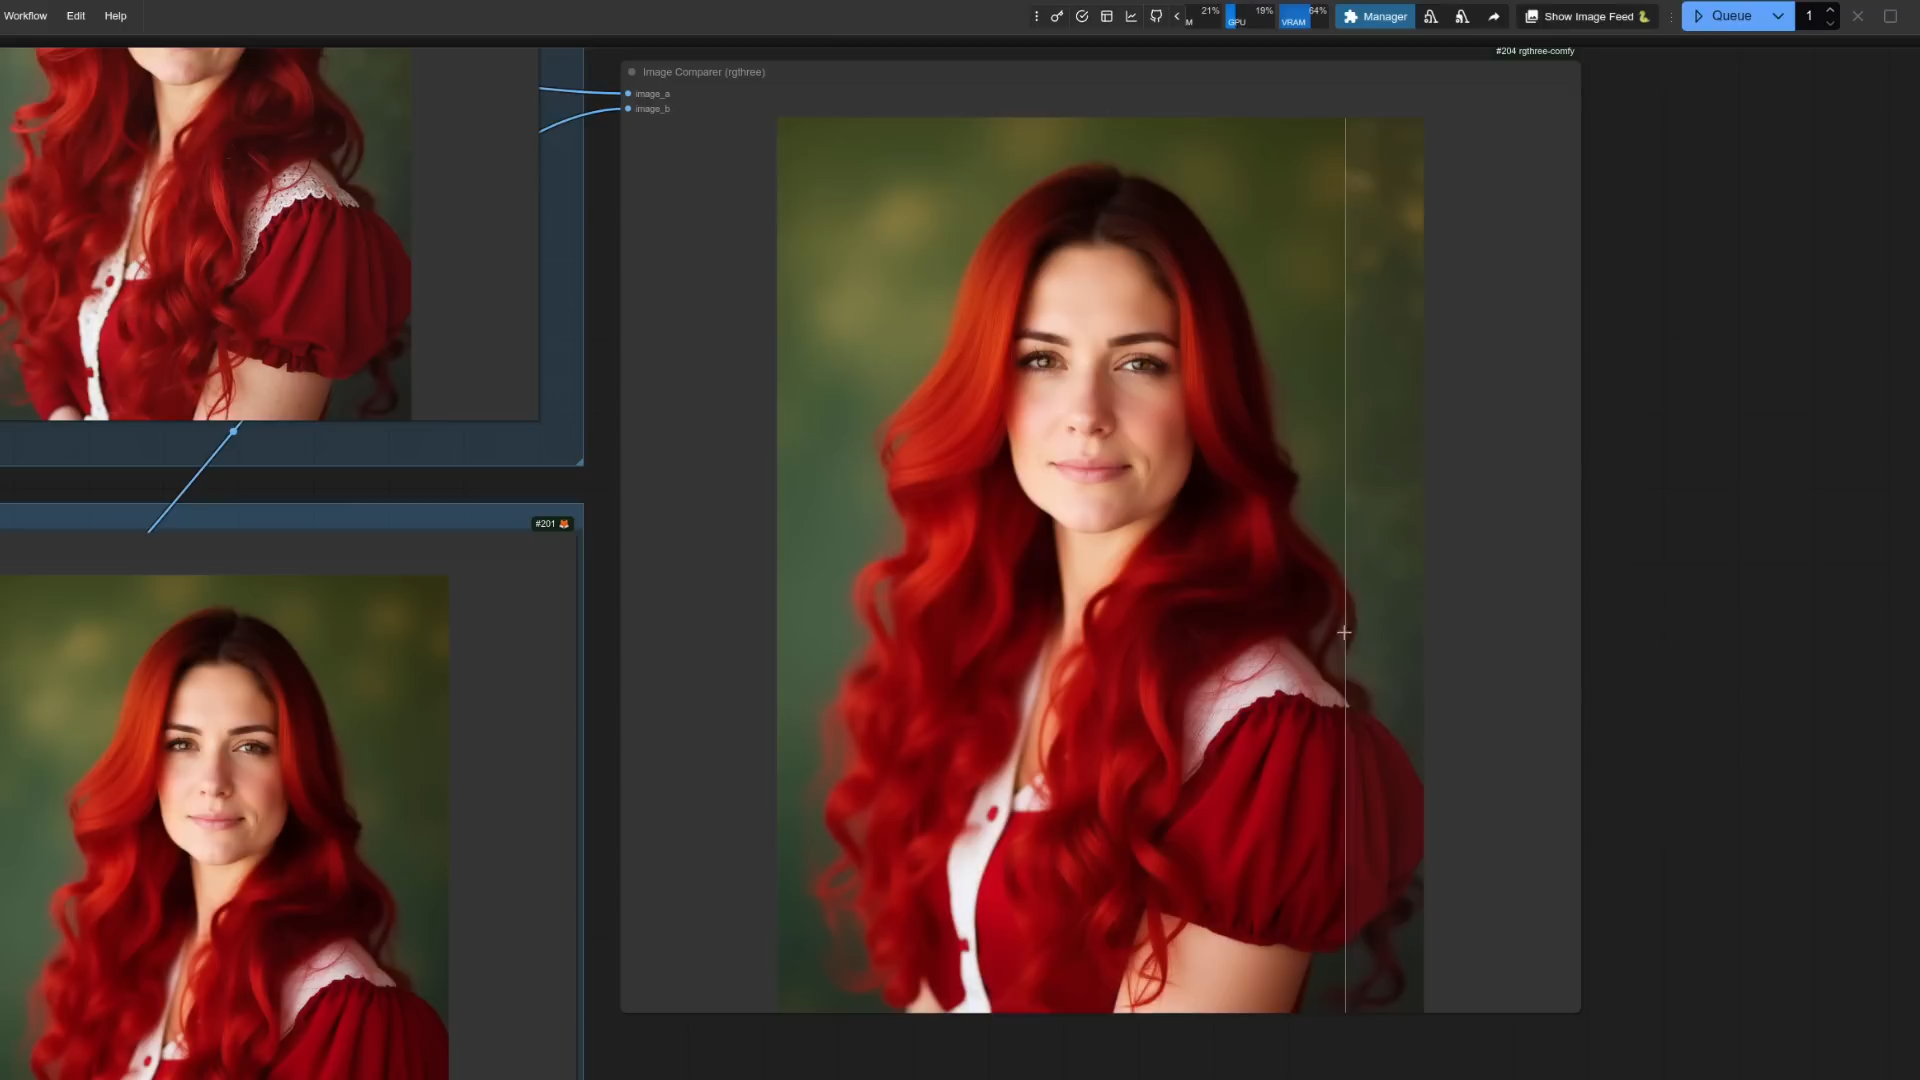 Workflow Edit Help
M 21% GPU 19% VRAM 64% Manager Show Image Feed 🐍 Queue 1
#204 rgthree-comfy
Image Comparer (rgthree)
image_a
image_b
#201 🦊